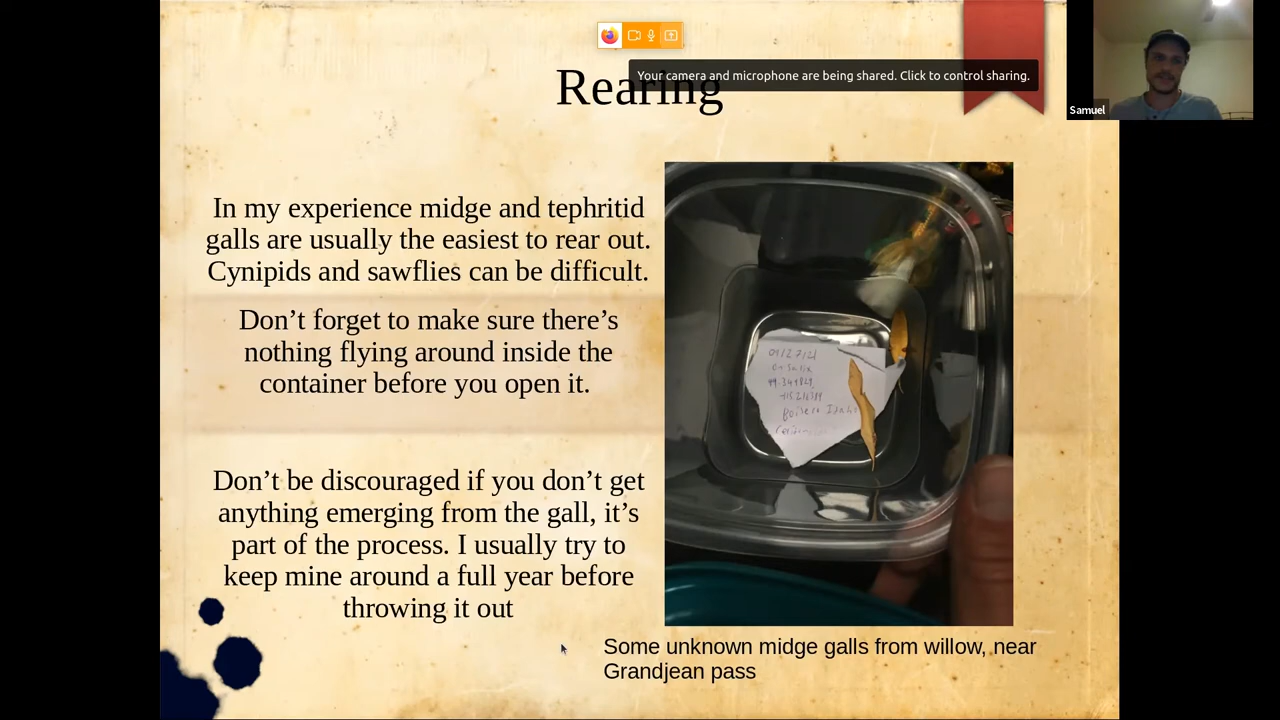 Your camera and microphone are being shared. Click to control sharing.
Samuel
Rearing
In my experience midge and tephritid
galls are usually the easiest to rear out.
Cynipids and sawflies can be difficult.
Don’t forget to make sure there’s
nothing flying around inside the
container before you open it.
Don’t be discouraged if you don’t get
anything emerging from the gall, it’s
part of the process. I usually try to
keep mine around a full year before
throwing it out
on Salix
Some unknown midge galls from willow, near
Grandjean pass